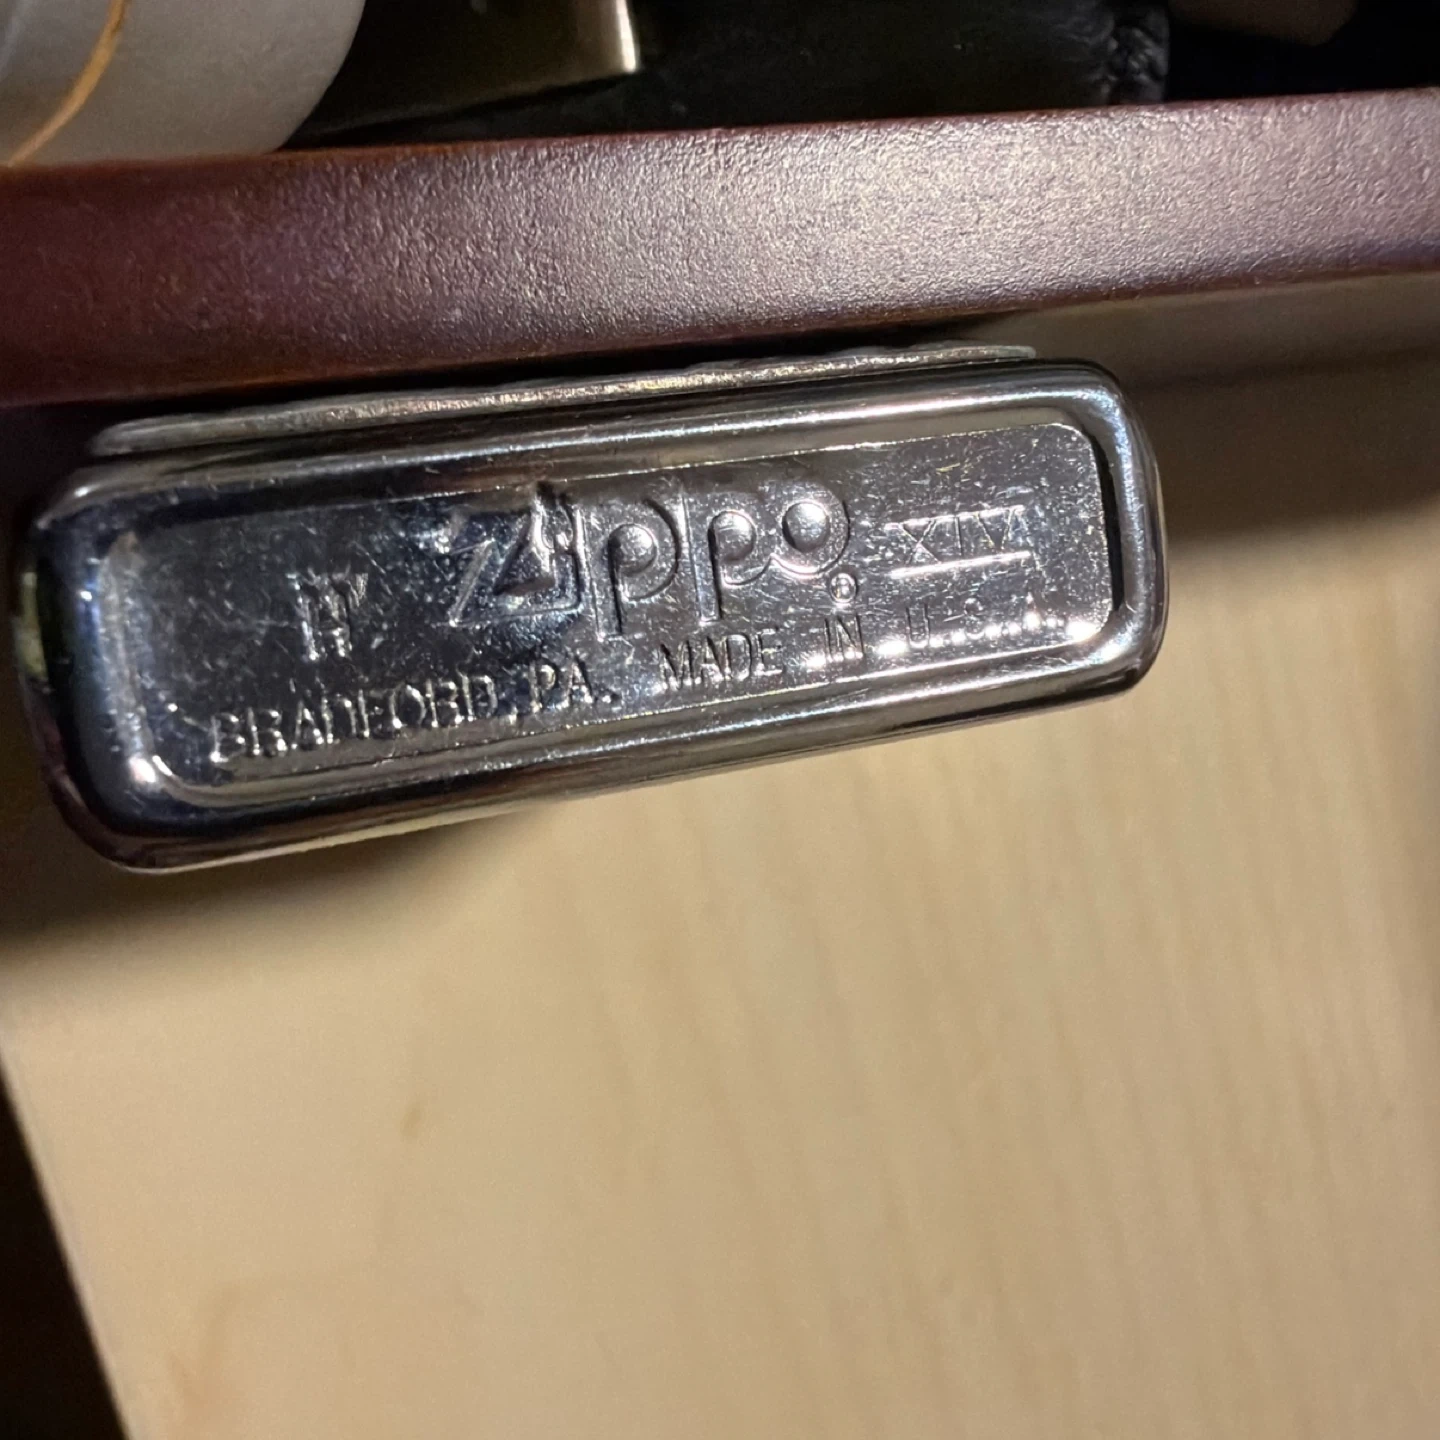 H Zippo ® XIV
BRADFORD, PA. MADE IN U.S.A.